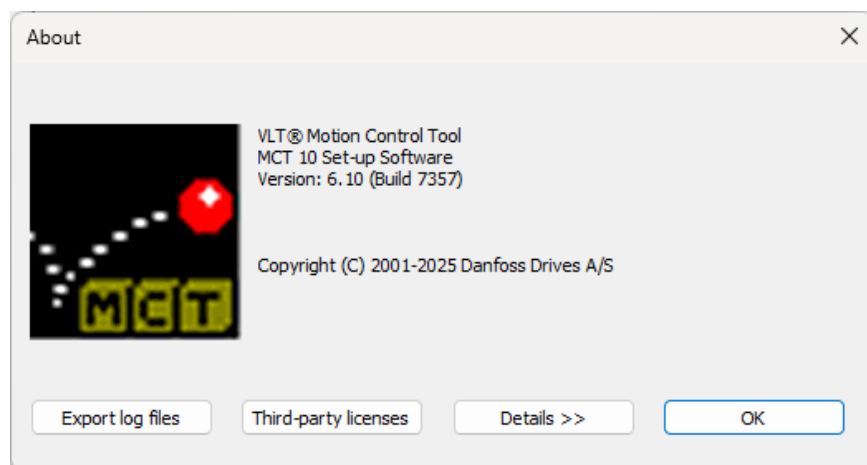 About
VLT® Motion Control Tool
MCT 10 Set-up Software
Version: 6.10 (Build 7357)
Copyright (C) 2001-2025 Danfoss Drives A/S
MCT
Export log files
Third-party licenses
Details >>
OK